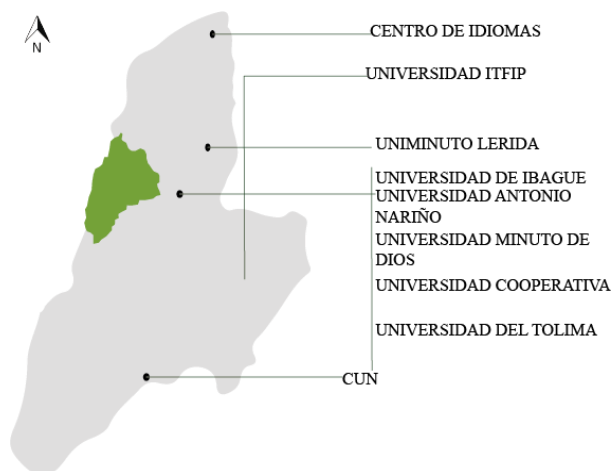 N
CENTRO DE IDIOMAS
UNIVERSIDAD ITFIP
UNIMINUTO LERIDA
UNIVERSIDAD DE IBAGUE
UNIVERSIDAD ANTONIO
NARIÑO
UNIVERSIDAD MINUTO DE
DIOS
UNIVERSIDAD COOPERATIVA
UNIVERSIDAD DEL TOLIMA
CUN